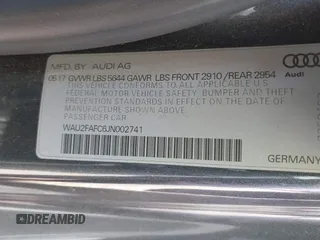 MFD. BY AUDI AG
06-17 GVWR LBS 5644 GAWR LBS FRONT 2910 / REAR 2954
THIS VEHICLE CONFORMS TO ALL APPLICABLE
FEDERAL MOTOR VEHICLE SAFETY, BUMPER AND THEFT
PREVENTION STANDARDS IN EFFECT ON THE DATE
OF MANUFACTURE SHOWN ABOVE.
PASSENGER CAR
WAU2FAFC6JN002741
Audi
GERMANY
DREAMBID